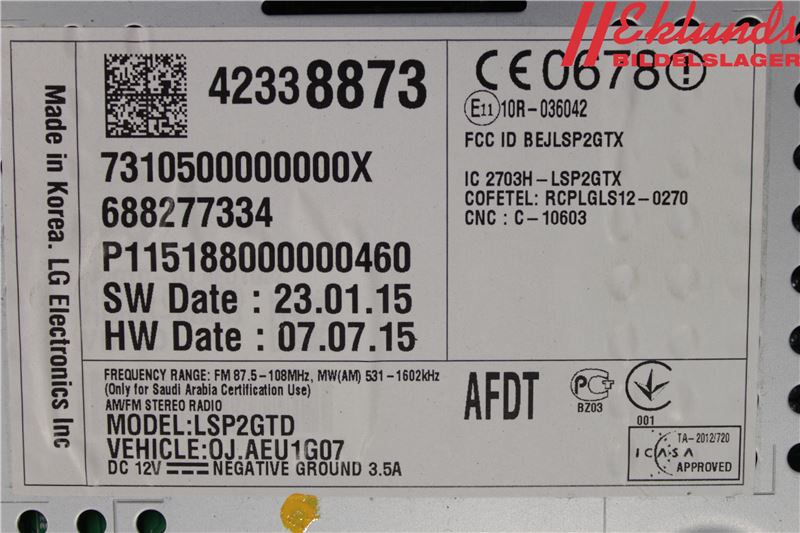 Eklunds
BILDELSLAGER
Made in Korea. LG Electronics Inc
42338873
7310500000000X
688277334
P115188000000460
SW Date : 23.01.15
HW Date : 07.07.15
CE0678
E11 10R-036042
FCC ID BEJLSP2GTX
IC 2703H-LSP2GTX
COFETEL: RCPLGLS12-0270
CNC : C-10603
FREQUENCY RANGE: FM 87.5-108MHz, MW(AM) 531-1602kHz
(Only for Saudi Arabia Certification Use)
AM/FM STEREO RADIO
MODEL:LSP2GTD
VEHICLE:OJ.AEU1G07
DC 12V NEGATIVE GROUND 3.5A
AFDT
BZ03
001
TA-2012/720
ICASA
APPROVED